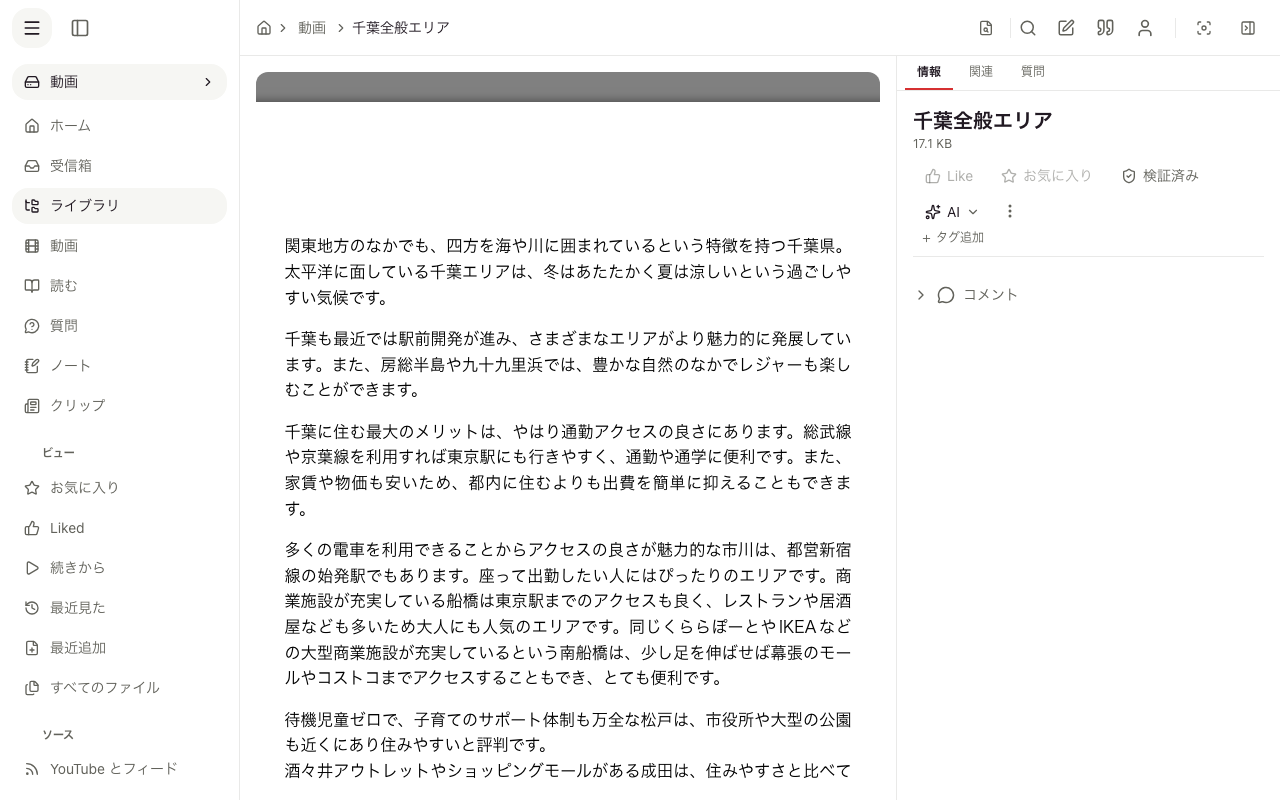 動画
千葉全般エリア
動画
ホーム
受信箱
ライブラリ
動画
読む
質問
ノート
クリップ
ビュー
お気に入り
Liked
続きから
最近見た
最近追加
すべてのファイル
ソース
YouTube とフィード
関東地方のなかでも、四方を海や川に囲まれているという特徴を持つ千葉県。
太平洋に面している千葉エリアは、冬はあたたかく夏は涼しいという過ごしや
すい気候です。
千葉も最近では駅前開発が進み、さまざまなエリアがより魅力的に発展してい
ます。また、房総半島や九十九里浜では、豊かな自然のなかでレジャーも楽し
むことができます。
千葉に住む最大のメリットは、やはり通勤アクセスの良さにあります。総武線
や京葉線を利用すれば東京駅にも行きやすく、通勤や通学に便利です。また、
家賃や物価も安いため、都内に住むよりも出費を簡単に抑えることもできま
す。
多くの電車を利用できることからアクセスの良さが魅力的な市川は、都営新宿
線の始発駅でもあります。座って出勤したい人にはぴったりのエリアです。商
業施設が充実している船橋は東京駅までのアクセスも良く、レストランや居酒
屋なども多いため大人にも人気のエリアです。同じくららぽーとやIKEAなど
の大型商業施設が充実しているという南船橋は、少し足を伸ばせば幕張のモー
ルやコストコまでアクセスすることもでき、とても便利です。
待機児童ゼロで、子育てのサポート体制も万全な松戸は、市役所や大型の公園
も近くにあり住みやすいと評判です。
酒々井アウトレットやショッピングモールがある成田は、住みやすさと比べて
情報
関連
質問
千葉全般エリア
17.1 KB
Like
お気に入り
検証済み
AI
+ タグ追加
コメント